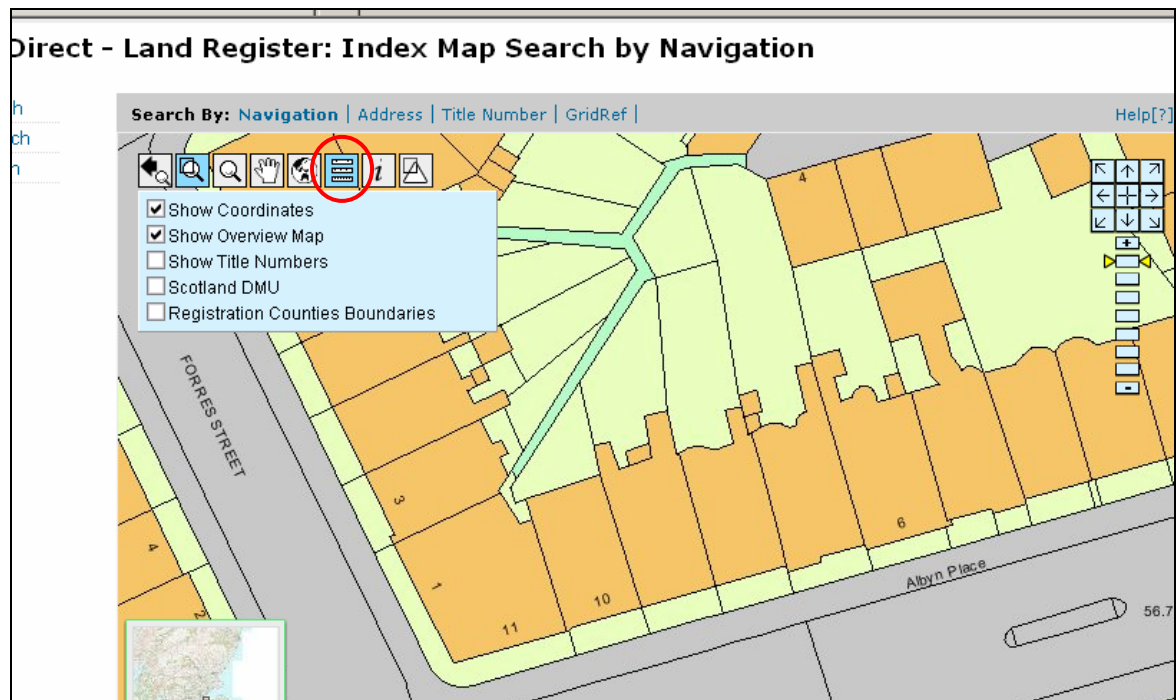 Direct - Land Register: Index Map Search by Navigation
h
ch
n
Search By: Navigation | Address | Title Number | GridRef |
Help[?]
i
Show Coordinates
Show Overview Map
Show Title Numbers
Scotland DMU
Registration Counties Boundaries
4
+
-
FORRES STREET
3
6
4
1
Albyn Place
10
56.7
2
11